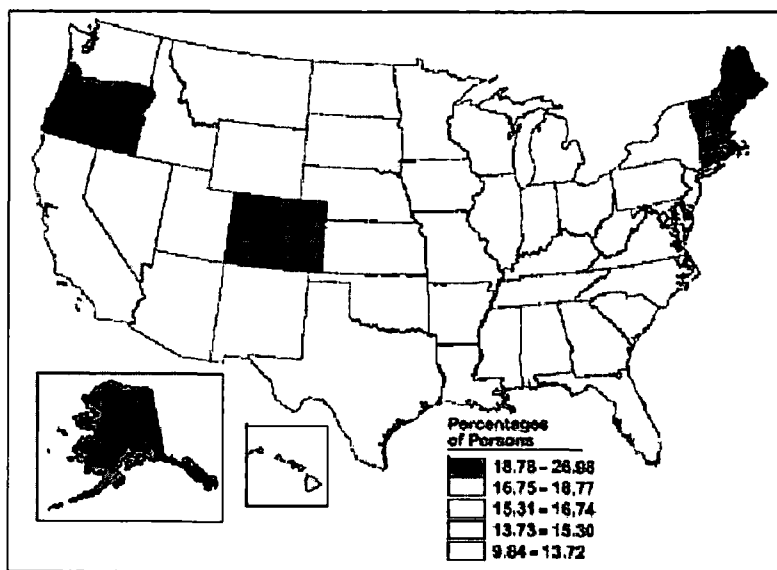 Percentages
of Persons
18.78 - 26.98
16.75 - 18.77
15.31 - 16.74
13.73 - 15.30
9.84 - 13.72